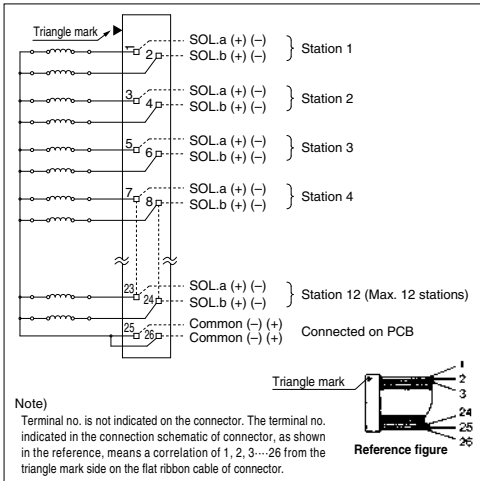 Triangle mark
1 SOL.a (+) (–)
2 SOL.b (+) (–)
Station 1
3 SOL.a (+) (–)
4 SOL.b (+) (–)
Station 2
5 SOL.a (+) (–)
6 SOL.b (+) (–)
Station 3
7 SOL.a (+) (–)
8 SOL.b (+) (–)
Station 4
23 SOL.a (+) (–)
24 SOL.b (+) (–)
Station 12 (Max. 12 stations)
25 Common (–) (+)
26 Common (–) (+)
Connected on PCB
Triangle mark
1
2
3
24
25
26
Reference figure
Note)
Terminal no. is not indicated on the connector. The terminal no.
indicated in the connection schematic of connector, as shown
in the reference, means a correlation of 1, 2, 3····26 from the
triangle mark side on the flat ribbon cable of connector.